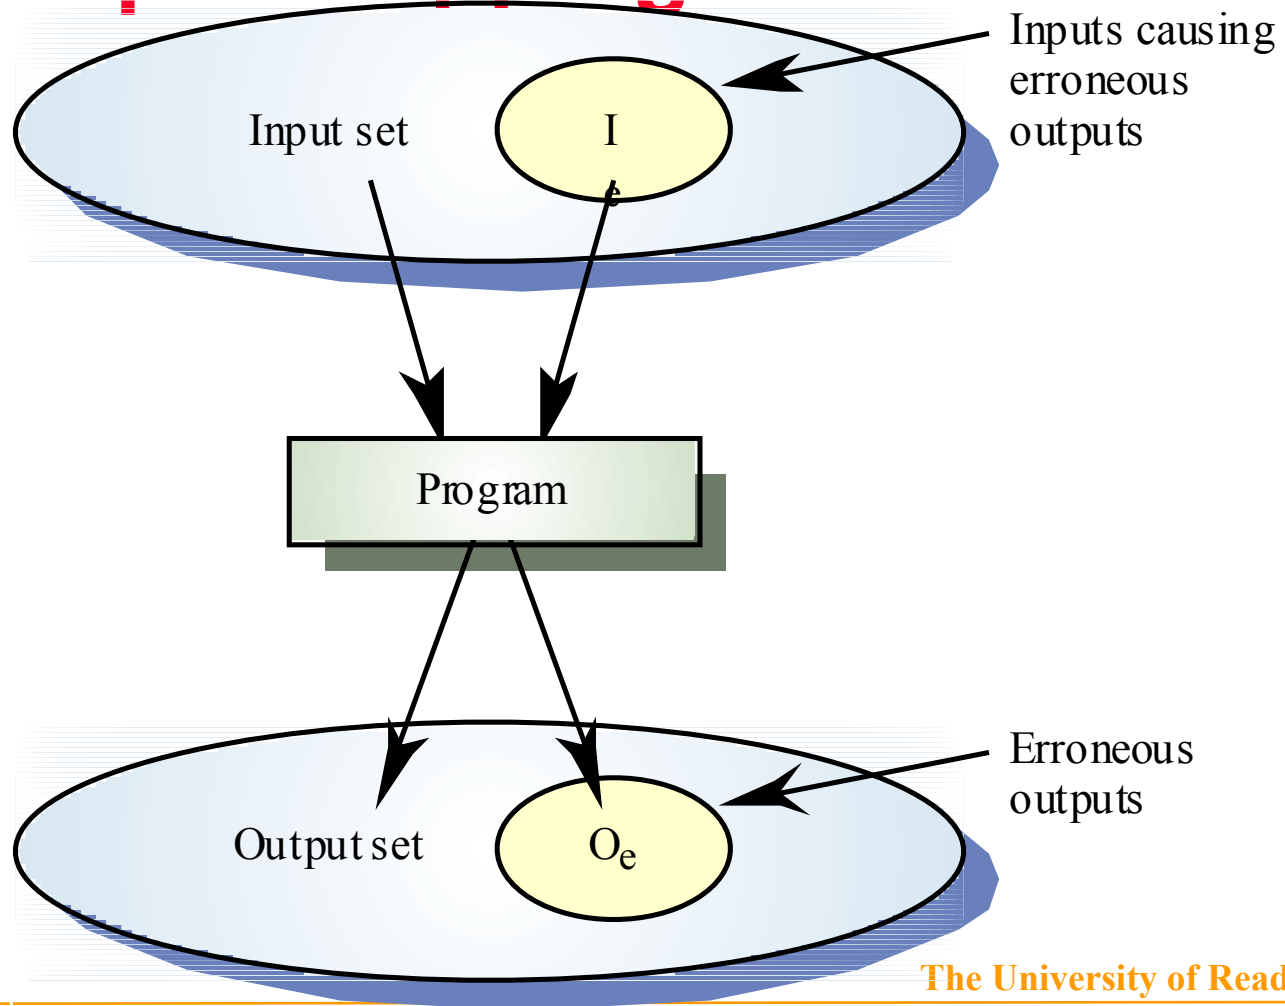 Inputs causing
erroneous
outputs
Input set
I
e
Program
Erroneous
outputs
Output set
Oe
The University of Read